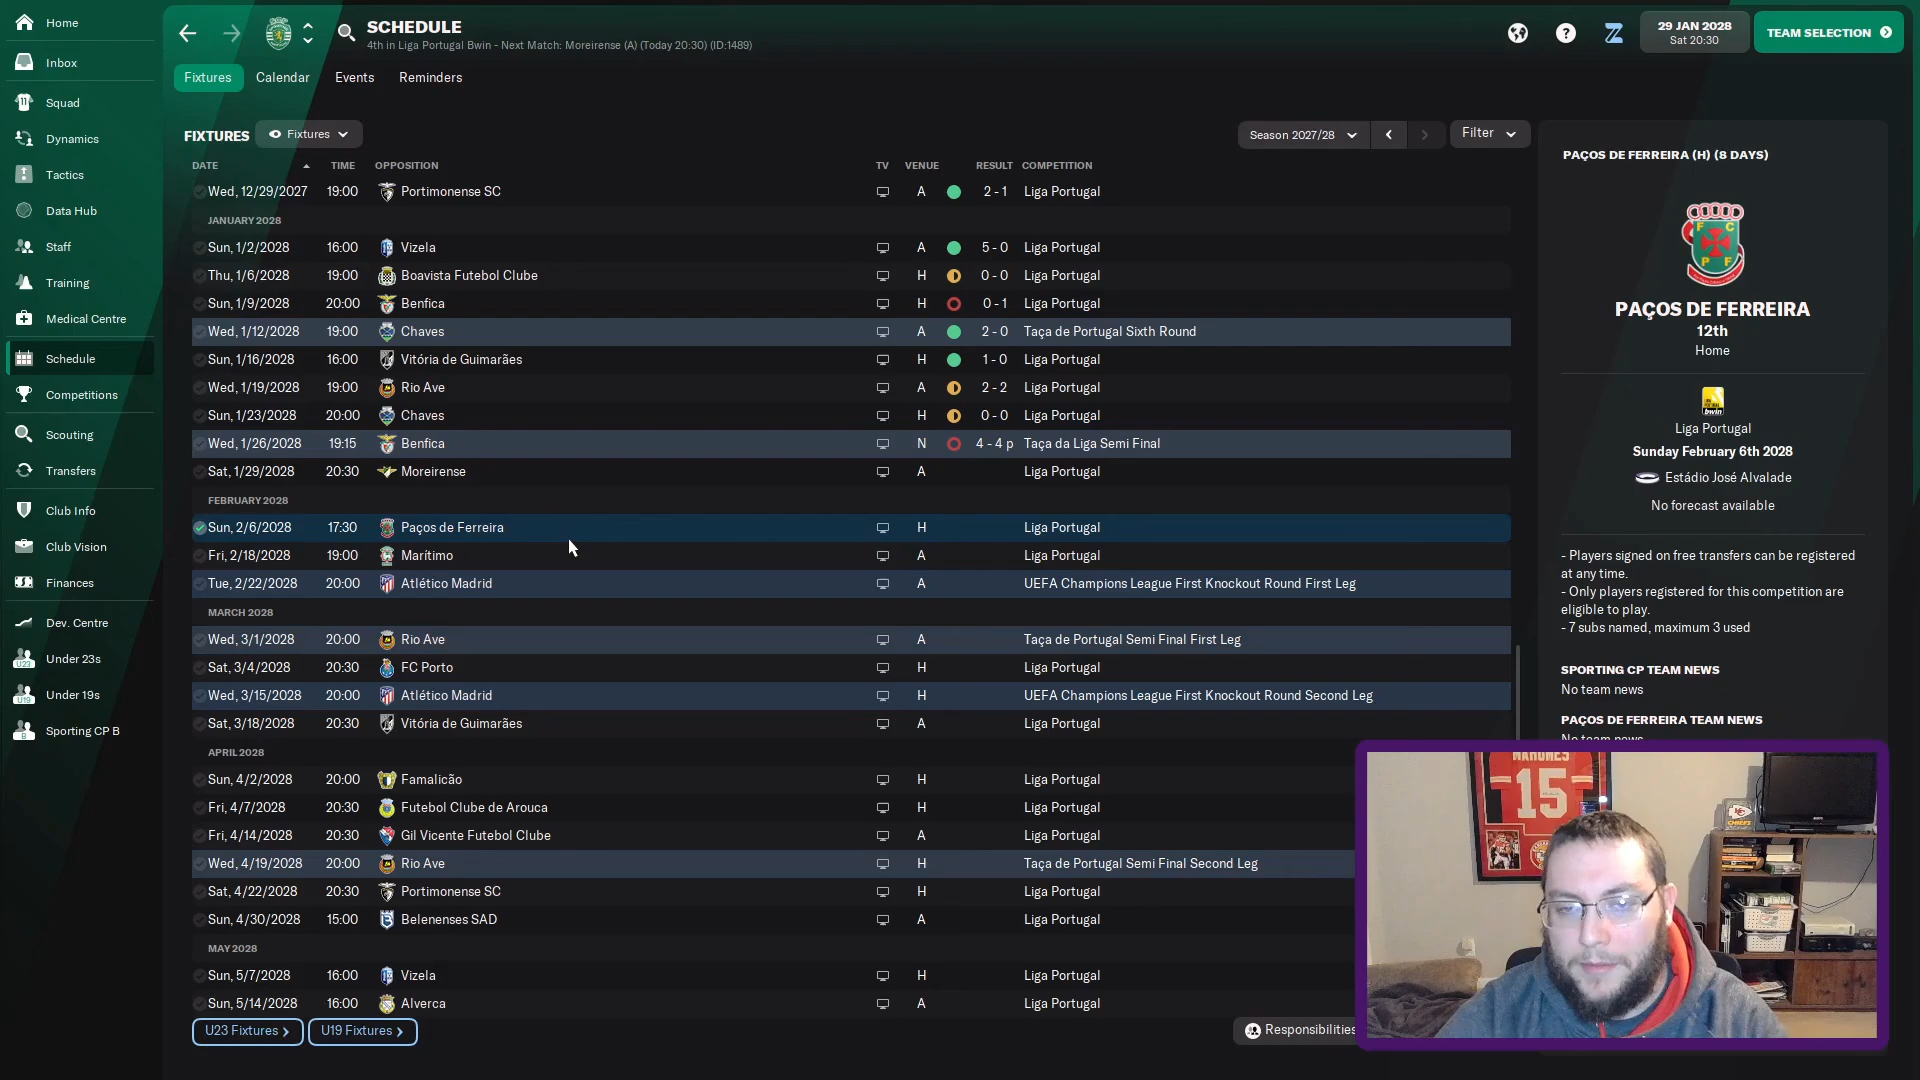 Home
SCHEDULE
4th in Liga Portugal Bwin - Next Match: Moreirense (A) (Today 20:30) (ID:1489)
29 JAN 2028
Sat 20:30
TEAM SELECTION
Inbox
Fixtures Calendar Events Reminders
Squad
Dynamics
Tactics
Data Hub
Staff
Training
Medical Centre
Schedule
Competitions
Scouting
Transfers
Club Info
Club Vision
Finances
Dev. Centre
Under 23s
Under 19s
Sporting CP B
FIXTURES Fixtures Season 2027/28 Filter
DATE TIME OPPOSITION TV VENUE RESULT COMPETITION
Wed, 12/29/2027 19:00 Portimonense SC A 2 - 1 Liga Portugal
JANUARY 2028
Sun, 1/2/2028 16:00 Vizela A 5 - 0 Liga Portugal
Thu, 1/6/2028 19:00 Boavista Futebol Clube H 0 - 0 Liga Portugal
Sun, 1/9/2028 20:00 Benfica H 0 - 1 Liga Portugal
Wed, 1/12/2028 19:00 Chaves A 2 - 0 Taça de Portugal Sixth Round
Sun, 1/16/2028 16:00 Vitória de Guimarães H 1 - 0 Liga Portugal
Wed, 1/19/2028 19:00 Rio Ave A 2 - 2 Liga Portugal
Sun, 1/23/2028 20:00 Chaves H 0 - 0 Liga Portugal
Wed, 1/26/2028 19:15 Benfica N 4 - 4 p Taça da Liga Semi Final
Sat, 1/29/2028 20:30 Moreirense A Liga Portugal
FEBRUARY 2028
Sun, 2/6/2028 17:30 Paços de Ferreira H Liga Portugal
Fri, 2/18/2028 19:00 Marítimo A Liga Portugal
Tue, 2/22/2028 20:00 Atlético Madrid A UEFA Champions League First Knockout Round First Leg
MARCH 2028
Wed, 3/1/2028 20:00 Rio Ave A Taça de Portugal Semi Final First Leg
Sat, 3/4/2028 20:30 FC Porto H Liga Portugal
Wed, 3/15/2028 20:00 Atlético Madrid H UEFA Champions League First Knockout Round Second Leg
Sat, 3/18/2028 20:30 Vitória de Guimarães A Liga Portugal
APRIL 2028
Sun, 4/2/2028 20:00 Famalicão H Liga Portugal
Fri, 4/7/2028 20:30 Futebol Clube de Arouca H Liga Portugal
Fri, 4/14/2028 20:30 Gil Vicente Futebol Clube A Liga Portugal
Wed, 4/19/2028 20:00 Rio Ave H Taça de Portugal Semi Final Second Leg
Sat, 4/22/2028 20:30 Portimonense SC H Liga Portugal
Sun, 4/30/2028 15:00 Belenenses SAD A Liga Portugal
MAY 2028
Sun, 5/7/2028 16:00 Vizela H Liga Portugal
Sun, 5/14/2028 16:00 Alverca A Liga Portugal
U23 Fixtures U19 Fixtures Responsibilities
PAÇOS DE FERREIRA (H) (8 DAYS)
F C
P F
PAÇOS DE FERREIRA
12th
Home
bwin
Liga Portugal
Sunday February 6th 2028
Estádio José Alvalade
No forecast available
- Players signed on free transfers can be registered
at any time.
- Only players registered for this competition are
eligible to play.
- 7 subs named, maximum 3 used
SPORTING CP TEAM NEWS
No team news
PAÇOS DE FERREIRA TEAM NEWS
No team news
MAHOMES
15
CHIEFS